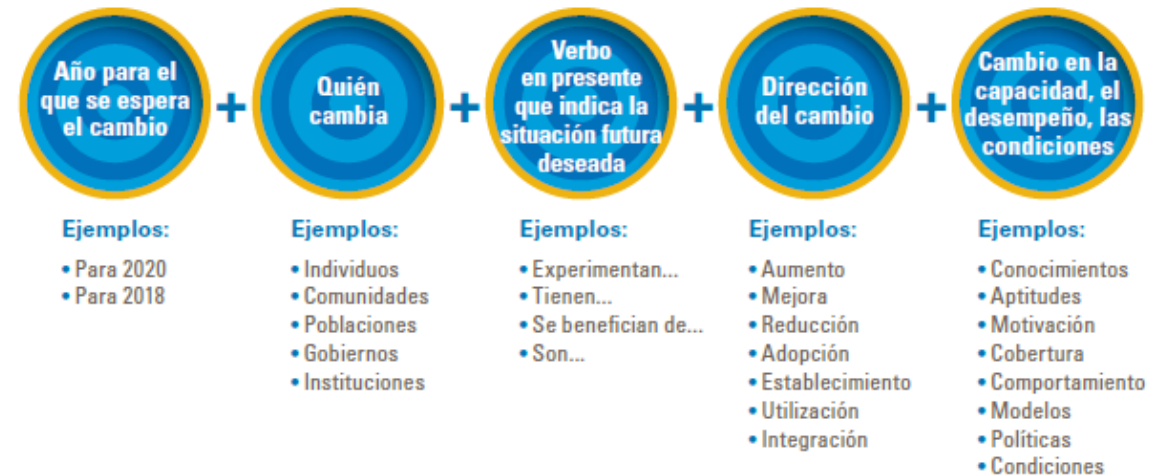 Año para el
que se espera
el cambio
+
Quién
cambia
+
Verbo
en presente
que indica la
situación futura
deseada
+
Dirección
del cambio
+
Cambio en la
capacidad, el
desempeño, las
condiciones
Ejemplos:
• Para 2020
• Para 2018
Ejemplos:
• Individuos
• Comunidades
• Poblaciones
• Gobiernos
• Instituciones
Ejemplos:
• Experimentan...
• Tienen...
• Se benefician de...
• Son...
Ejemplos:
• Aumento
• Mejora
• Reducción
• Adopción
• Establecimiento
• Utilización
• Integración
Ejemplos:
• Conocimientos
• Aptitudes
• Motivación
• Cobertura
• Comportamiento
• Modelos
• Políticas
• Condiciones